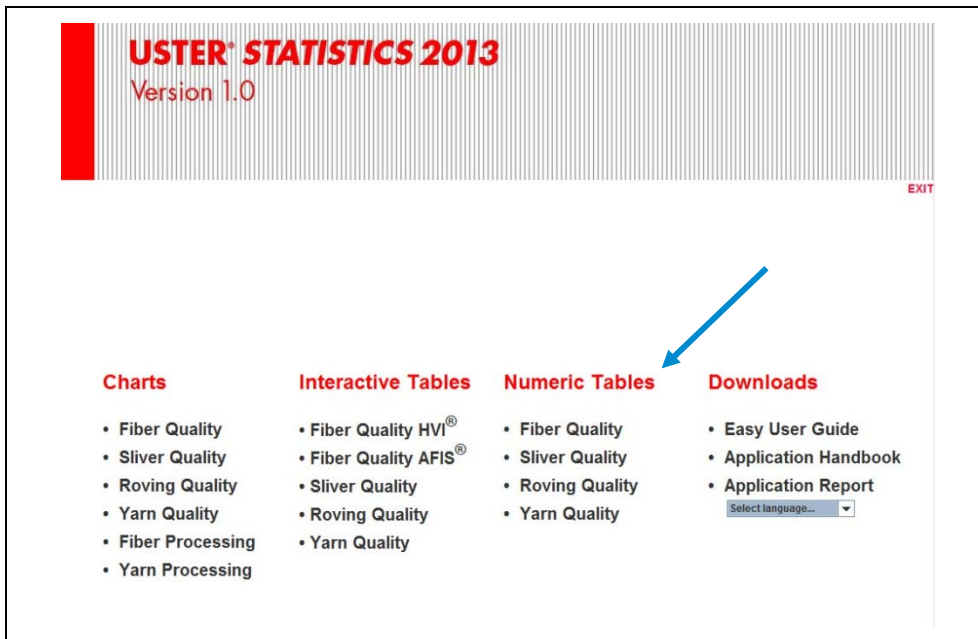 USTER® STATISTICS 2013
Version 1.0
EXIT
Charts
• Fiber Quality
• Sliver Quality
• Roving Quality
• Yarn Quality
• Fiber Processing
• Yarn Processing
Interactive Tables
• Fiber Quality HVI®
• Fiber Quality AFIS®
• Sliver Quality
• Roving Quality
• Yarn Quality
Numeric Tables
• Fiber Quality
• Sliver Quality
• Roving Quality
• Yarn Quality
Downloads
• Easy User Guide
• Application Handbook
• Application Report
Select language...